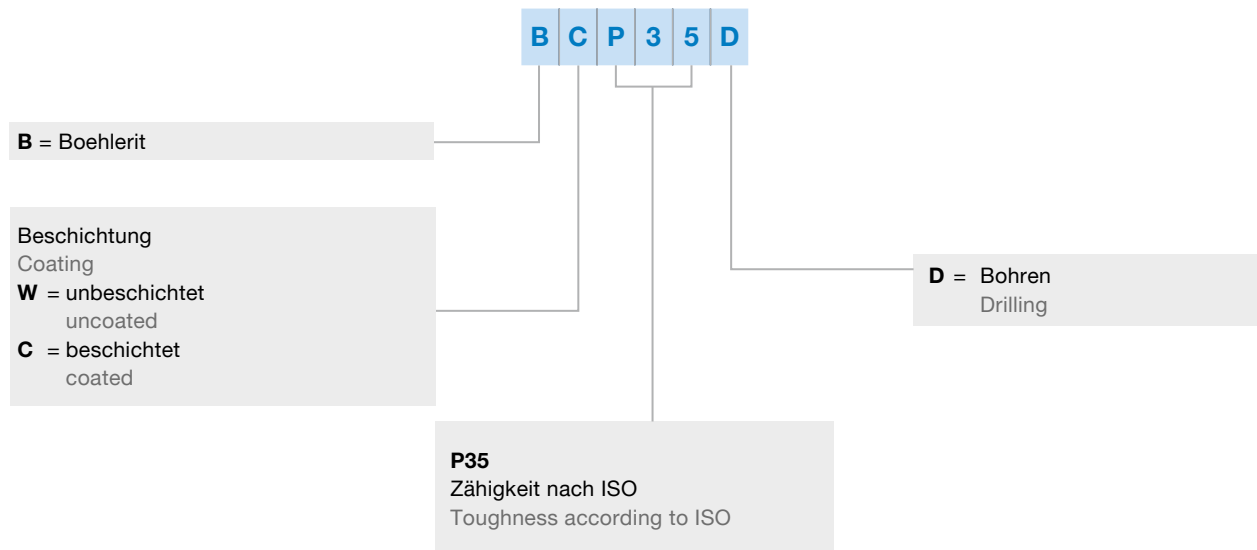 B C P 3 5 D
B = Boehlerit
Beschichtung
Coating
W = unbeschichtet
uncoated
C = beschichtet
coated
D = Bohren
Drilling
P35
Zähigkeit nach ISO
Toughness according to ISO